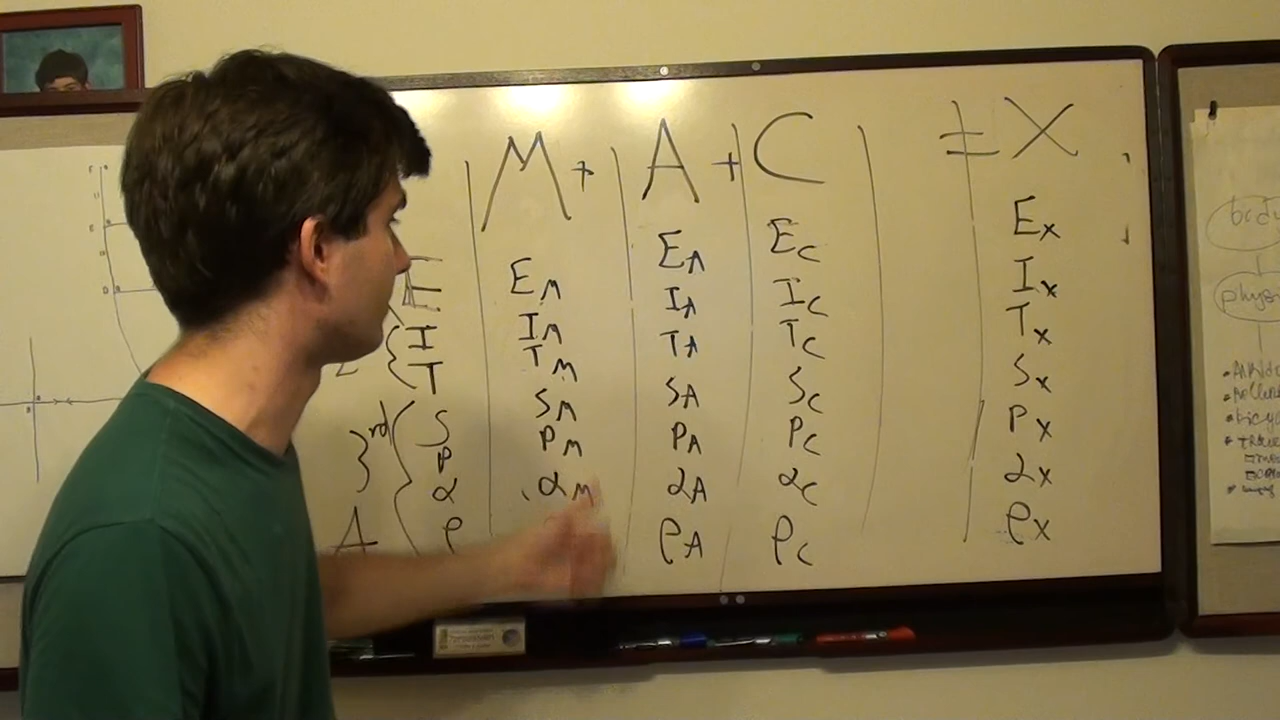 M + A + C ≠ X
E E_M E_A E_C E_X
I I_M I_A I_C I_X
T T_M T_A T_C T_X
3rd S S_M S_A S_C S_X
P P_M P_A P_C P_X
α α_M α_A α_C α_X
A ρ ρ_A ρ_C ρ_X